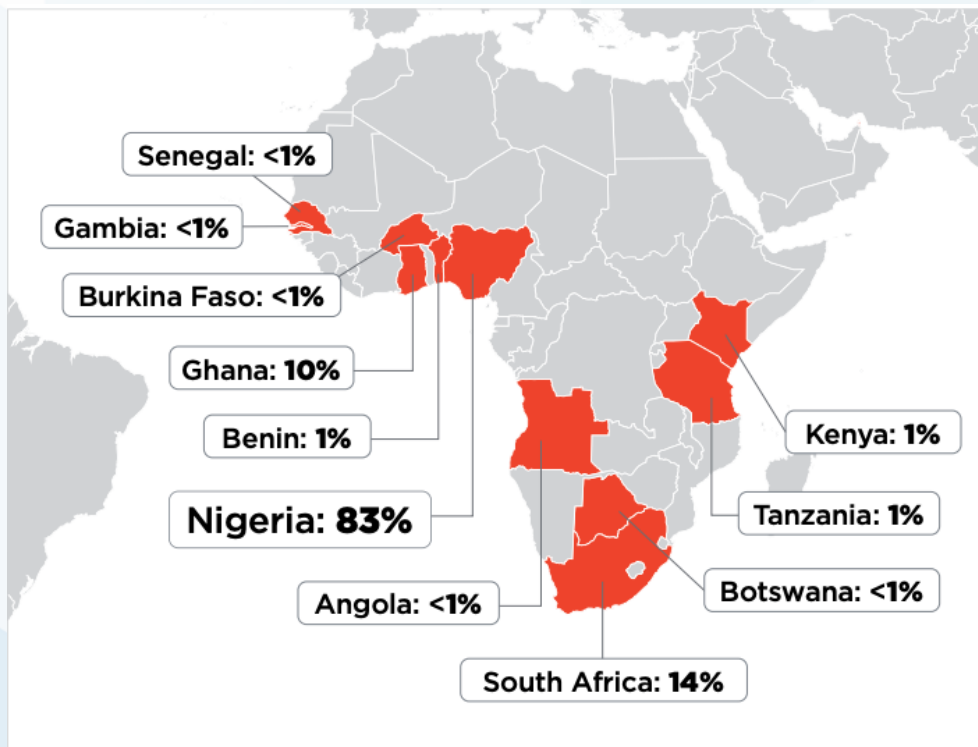 Senegal: <1%
Gambia: <1%
Burkina Faso: <1%
Ghana: 10%
Benin: 1%
Nigeria: 83%
Kenya: 1%
Tanzania: 1%
Botswana: <1%
Angola: <1%
South Africa: 14%